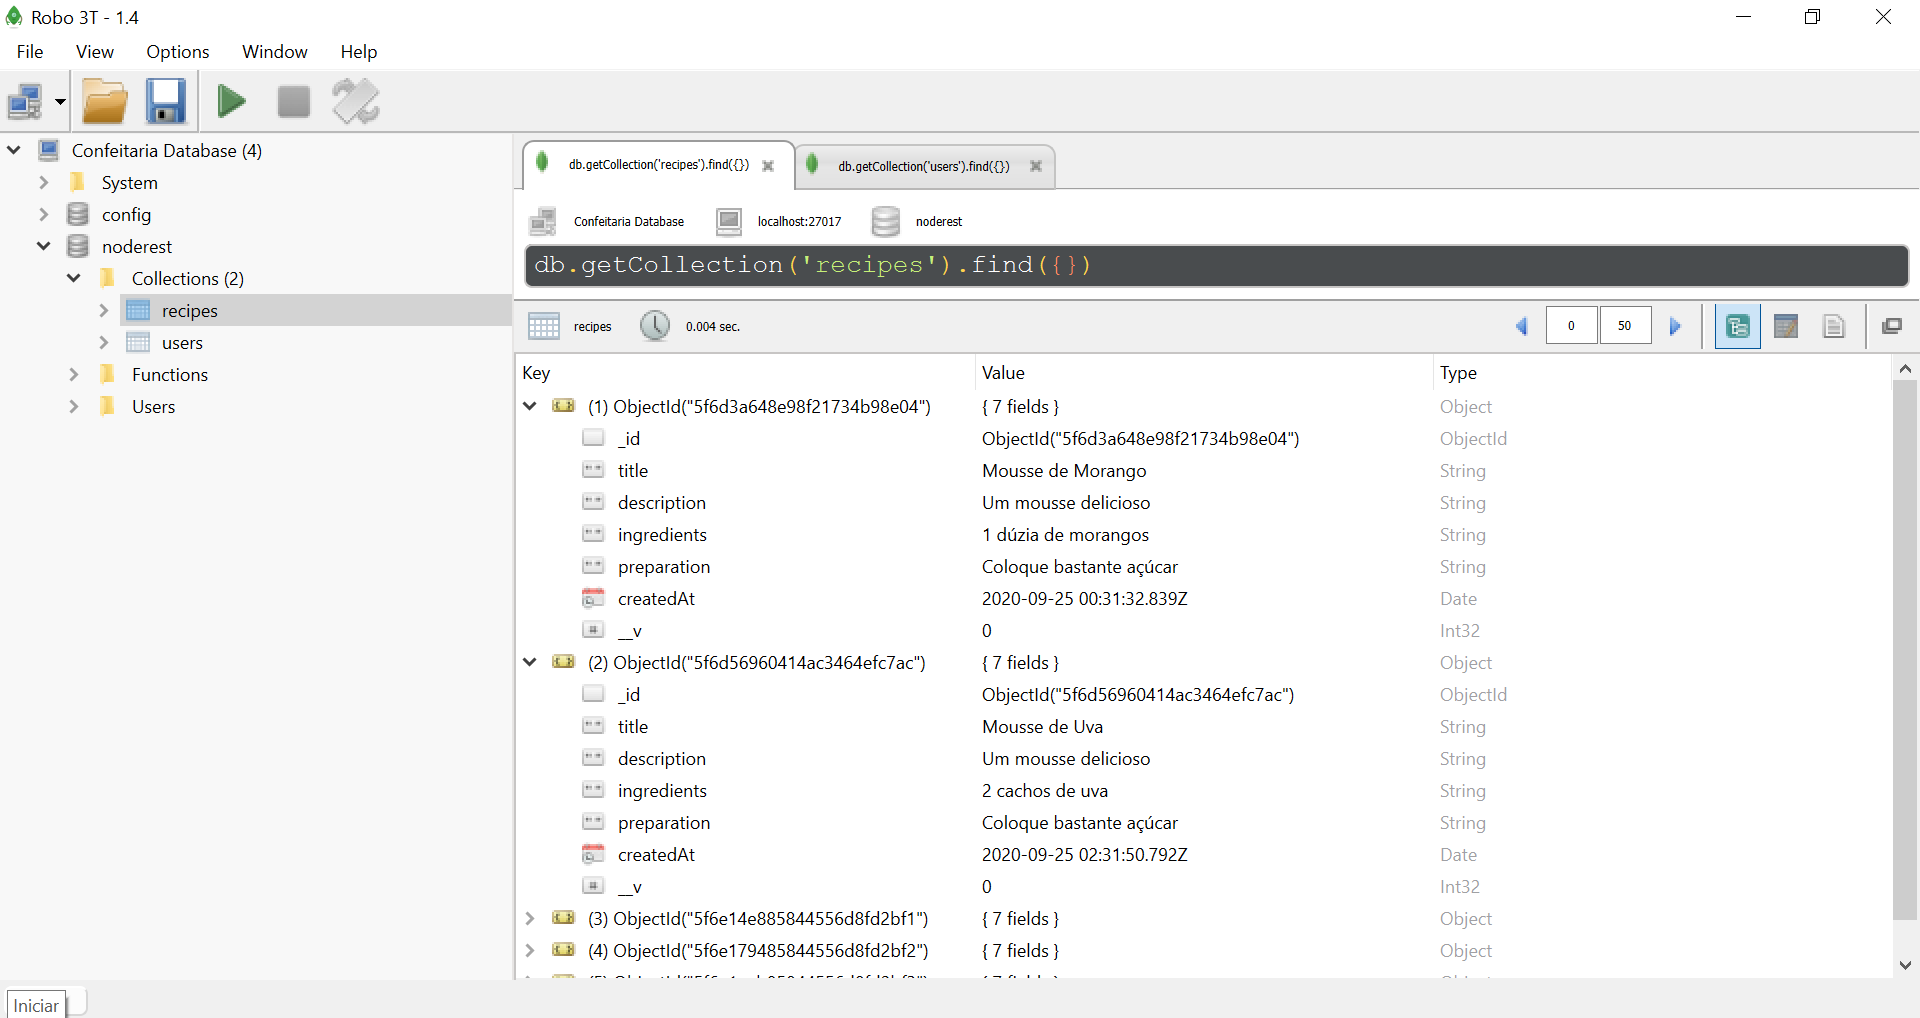 Robo 3T - 1.4
File View Options Window Help
Confeitaria Database (4)
System
config
noderest
Collections (2)
recipes
users
Functions
Users
db.getCollection('recipes').find({}) db.getCollection('users').find({})
Confeitaria Database localhost:27017 noderest
db.getCollection('recipes').find({})
recipes 0.004 sec. 0 50
Key Value Type
(1) ObjectId("5f6d3a648e98f21734b98e04") { 7 fields } Object
_id ObjectId("5f6d3a648e98f21734b98e04") ObjectId
title Mousse de Morango String
description Um mousse delicioso String
ingredients 1 dúzia de morangos String
preparation Coloque bastante açúcar String
createdAt 2020-09-25 00:31:32.839Z Date
__v 0 Int32
(2) ObjectId("5f6d56960414ac3464efc7ac") { 7 fields } Object
_id ObjectId("5f6d56960414ac3464efc7ac") ObjectId
title Mousse de Uva String
description Um mousse delicioso String
ingredients 2 cachos de uva String
preparation Coloque bastante açúcar String
createdAt 2020-09-25 02:31:50.792Z Date
__v 0 Int32
(3) ObjectId("5f6e14e885844556d8fd2bf1") { 7 fields } Object
(4) ObjectId("5f6e179485844556d8fd2bf2") { 7 fields } Object
Iniciar